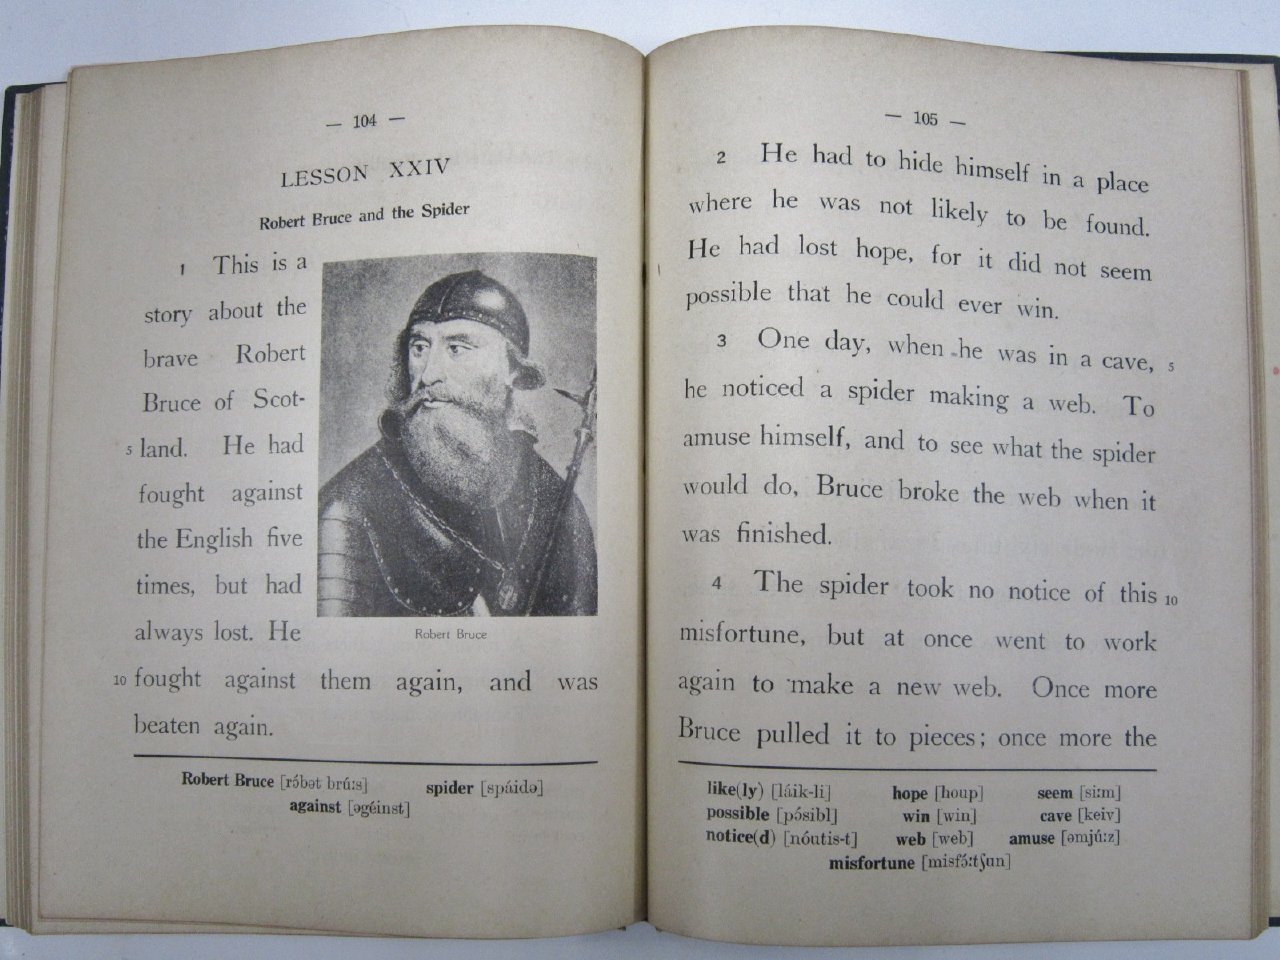 — 104 —
LESSON XXIV
Robert Bruce and the Spider
1 This is a
story about the
brave Robert
Bruce of Scot-
5 land. He had
fought against
the English five
times, but had
always lost. He
Robert Bruce
10 fought against them again, and was
beaten again.
Robert Bruce [rɔ́bət brúːs] spider [spáidə]
against [əgéinst]
— 105 —
2 He had to hide himself in a place
where he was not likely to be found.
He had lost hope, for it did not seem
possible that he could ever win.
3 One day, when he was in a cave, 5
he noticed a spider making a web. To
amuse himself, and to see what the spider
would do, Bruce broke the web when it
was finished.
4 The spider took no notice of this 10
misfortune, but at once went to work
again to make a new web. Once more
Bruce pulled it to pieces; once more the
like(ly) [láik-li] hope [houp] seem [siːm]
possible [pɔ́sibl] win [win] cave [keiv]
notice(d) [nóutis-t] web [web] amuse [əmjúːz]
misfortune [misfɔ́ːtʃun]